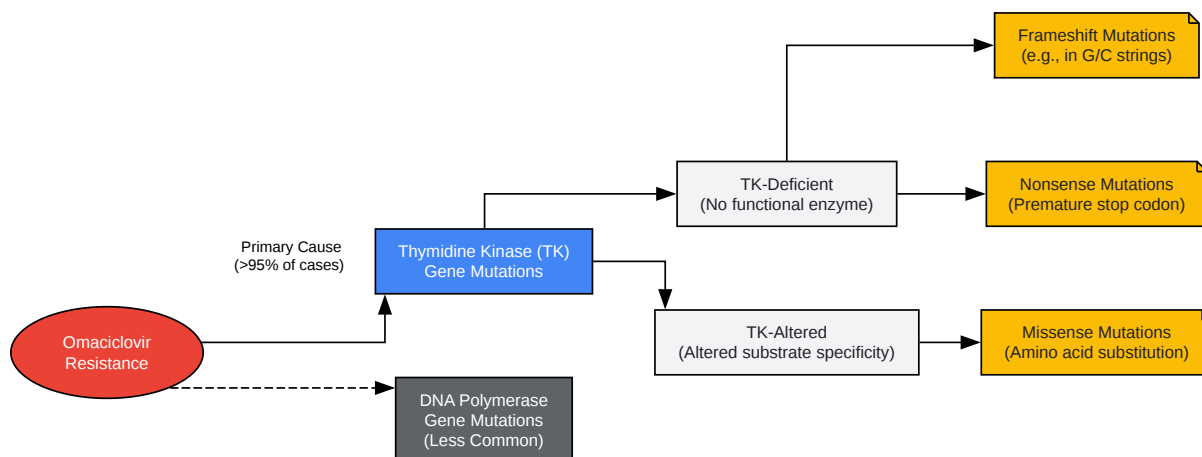 Frameshift Mutations
(e.g., in G/C strings)
TK-Deficient
(No functional enzyme)
Nonsense Mutations
(Premature stop codon)
Primary Cause
(>95% of cases)
Thymidine Kinase (TK)
Gene Mutations
Omaciclovir
Resistance
TK-Altered
(Altered substrate specificity)
Missense Mutations
(Amino acid substitution)
DNA Polymerase
Gene Mutations
(Less Common)